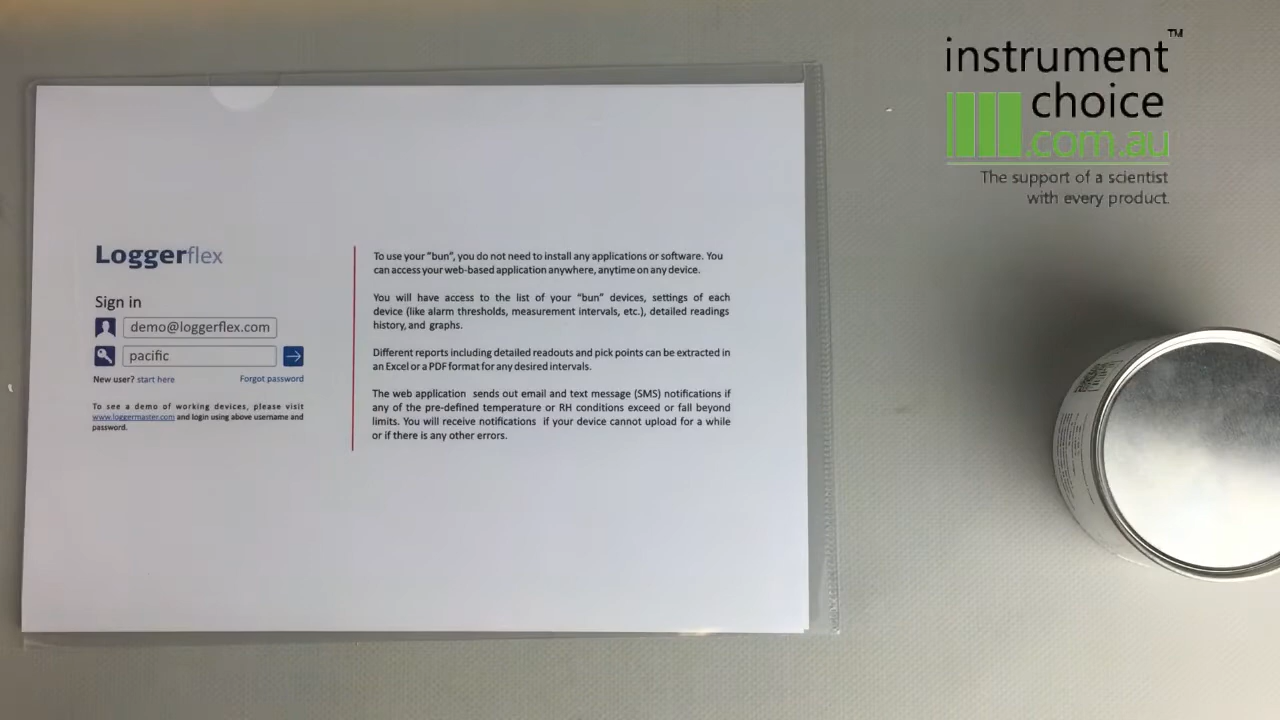 instrument
choice
.com.au
TM
The support of a scientist
with every product.
Loggerflex
Sign in
demo@loggerflex.com
pacific
New user? start here Forgot password
To see a demo of working devices, please visit
www.loggermaster.com and login using above username and
password.
To use your "bun", you do not need to install any applications or software. You
can access your web-based application anywhere, anytime on any device.
You will have access to the list of your "bun" devices, settings of each
device (like alarm thresholds, measurement intervals, etc.), detailed readings
history, and graphs.
Different reports including detailed readouts and pick points can be extracted in
an Excel or a PDF format for any desired intervals.
The web application sends out email and text message (SMS) notifications if
any of the pre-defined temperature or RH conditions exceed or fall beyond
limits. You will receive notifications if your device cannot upload for a while
or if there is any other errors.